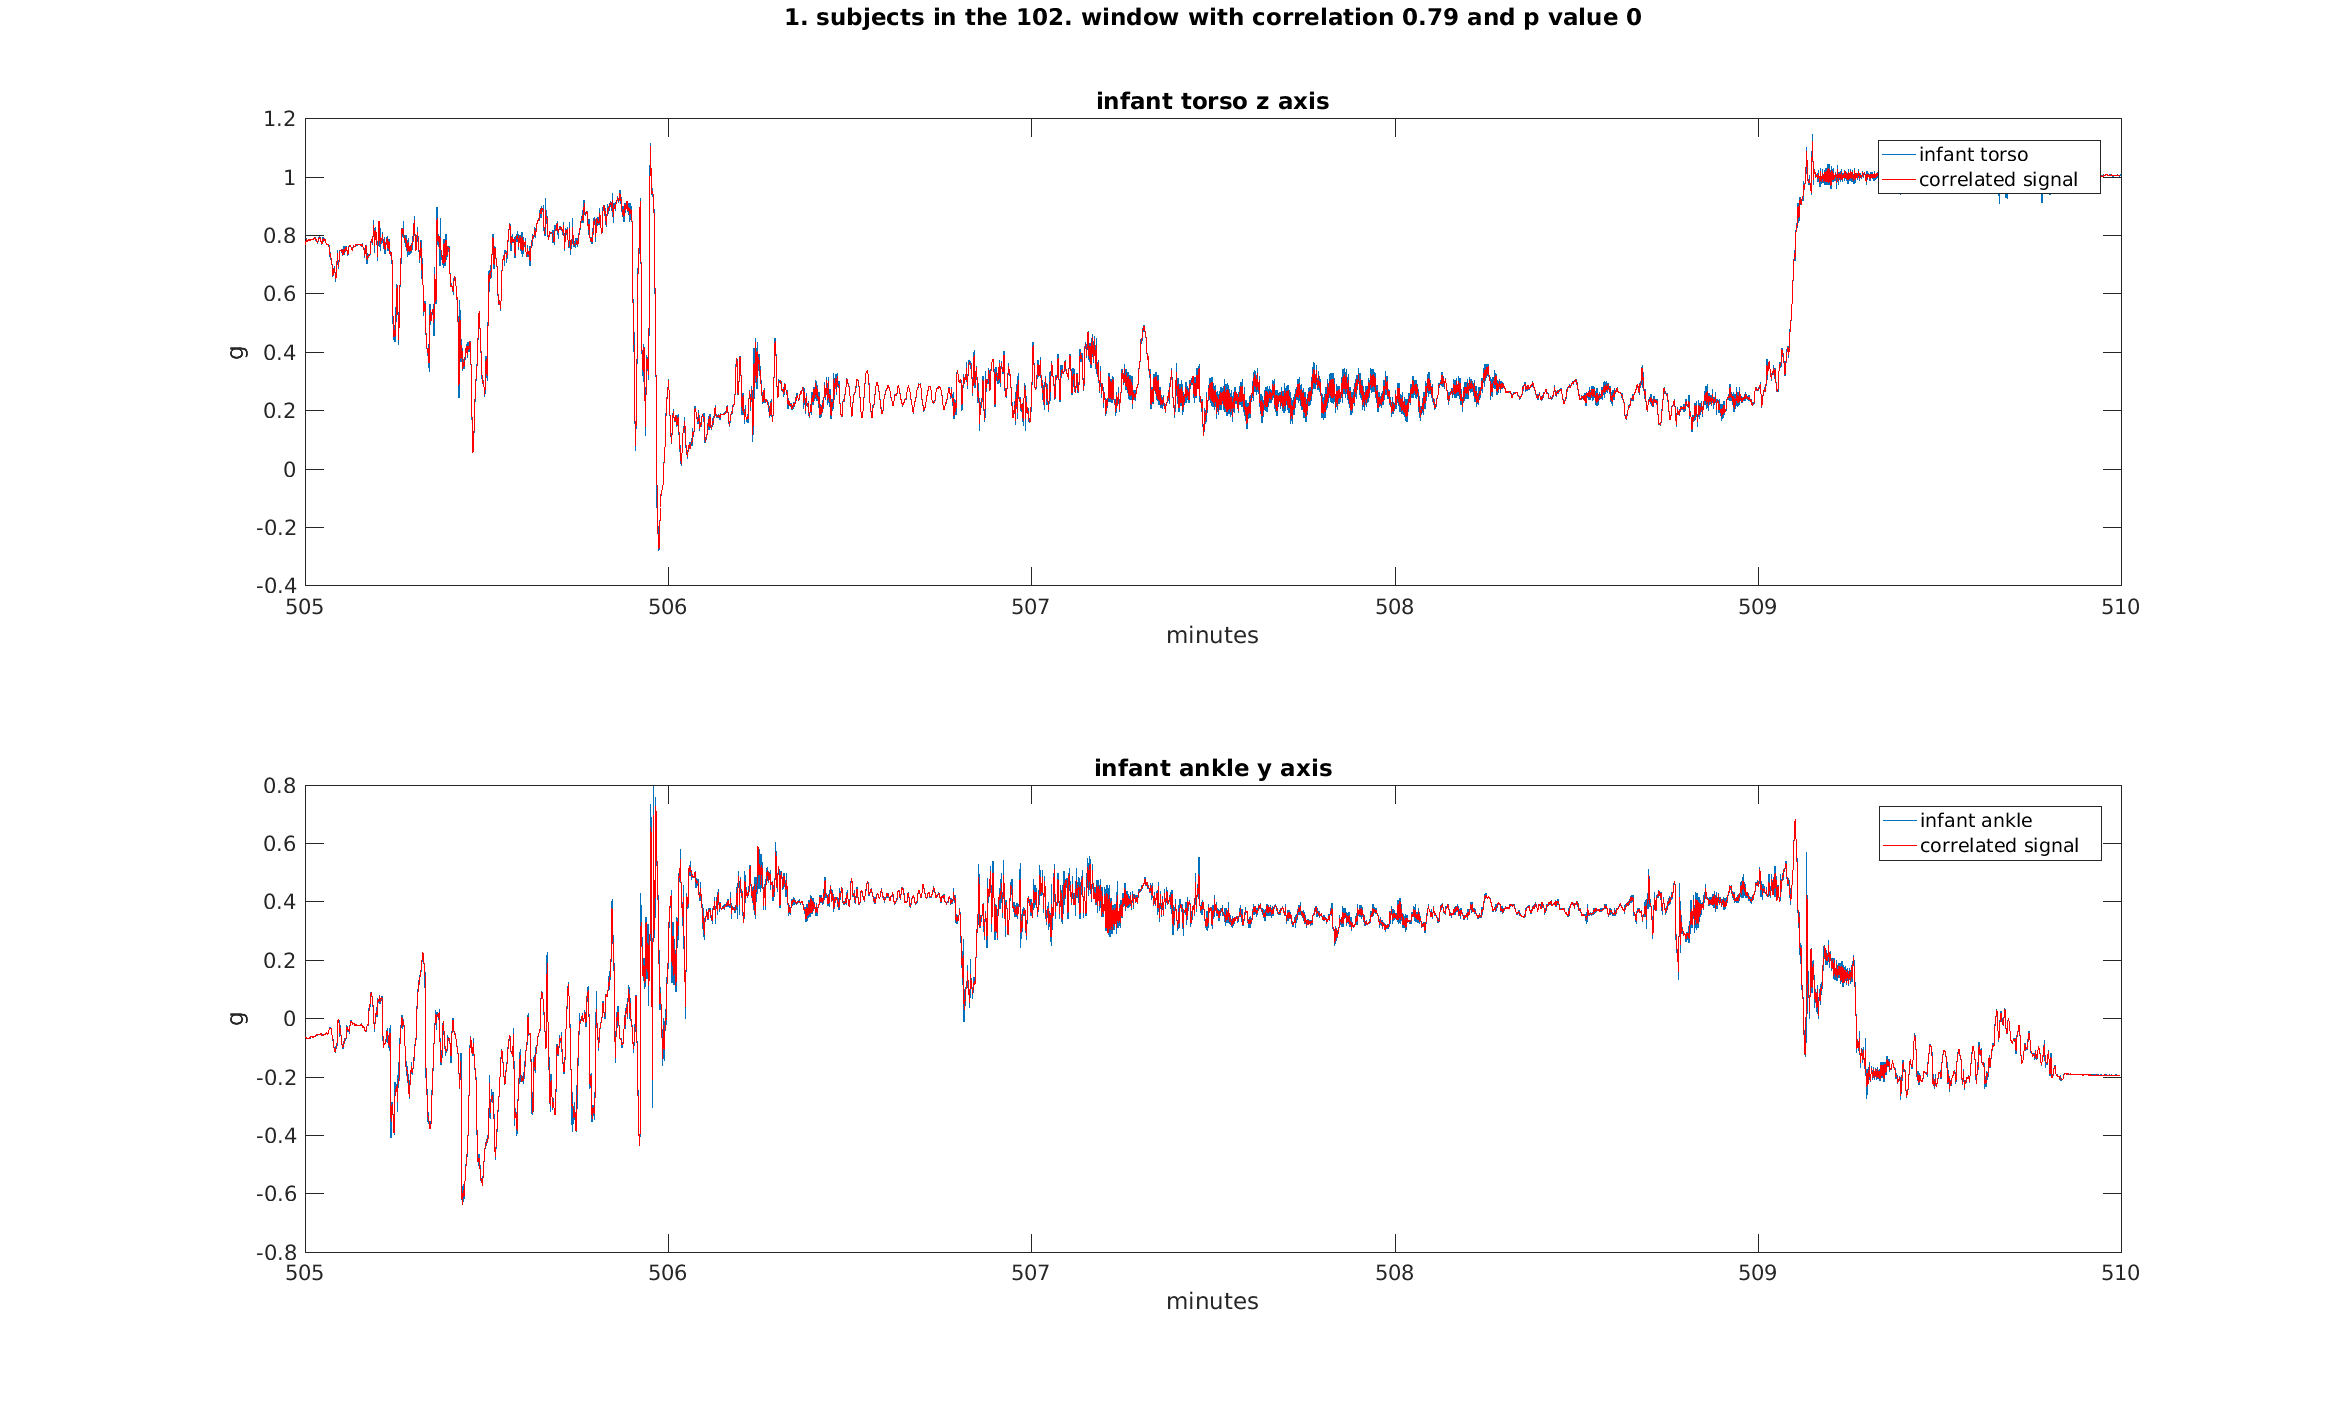 1. subjects in the 102. window with correlation 0.79 and p value 0
infant torso z axis
1.2
1
0.8
0.6
0.4
0.2
0
-0.2
-0.4
g
infant torso
correlated signal
505
506
507
508
509
510
minutes
infant ankle y axis
0.8
0.6
0.4
0.2
0
-0.2
-0.4
-0.6
-0.8
g
infant ankle
correlated signal
505
506
507
508
509
510
minutes